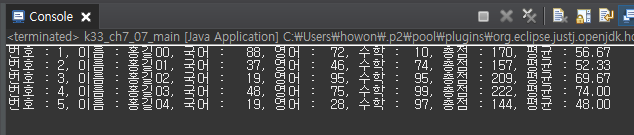 Console
<terminated> k33_ch7_07_main [Java Application] C:\Users\howon\.p2\pool\plugins\org.eclipse.justj.openjdk.ho
번호 : 1, 이름 : 홍길00, 국어 : 88, 영어 : 72, 수학 : 10, 총점 : 170, 평균 : 56.67
번호 : 2, 이름 : 홍길01, 국어 : 37, 영어 : 46, 수학 : 74, 총점 : 157, 평균 : 52.33
번호 : 3, 이름 : 홍길02, 국어 : 19, 영어 : 95, 수학 : 95, 총점 : 209, 평균 : 69.67
번호 : 4, 이름 : 홍길03, 국어 : 48, 영어 : 75, 수학 : 99, 총점 : 222, 평균 : 74.00
번호 : 5, 이름 : 홍길04, 국어 : 19, 영어 : 28, 수학 : 97, 총점 : 144, 평균 : 48.00